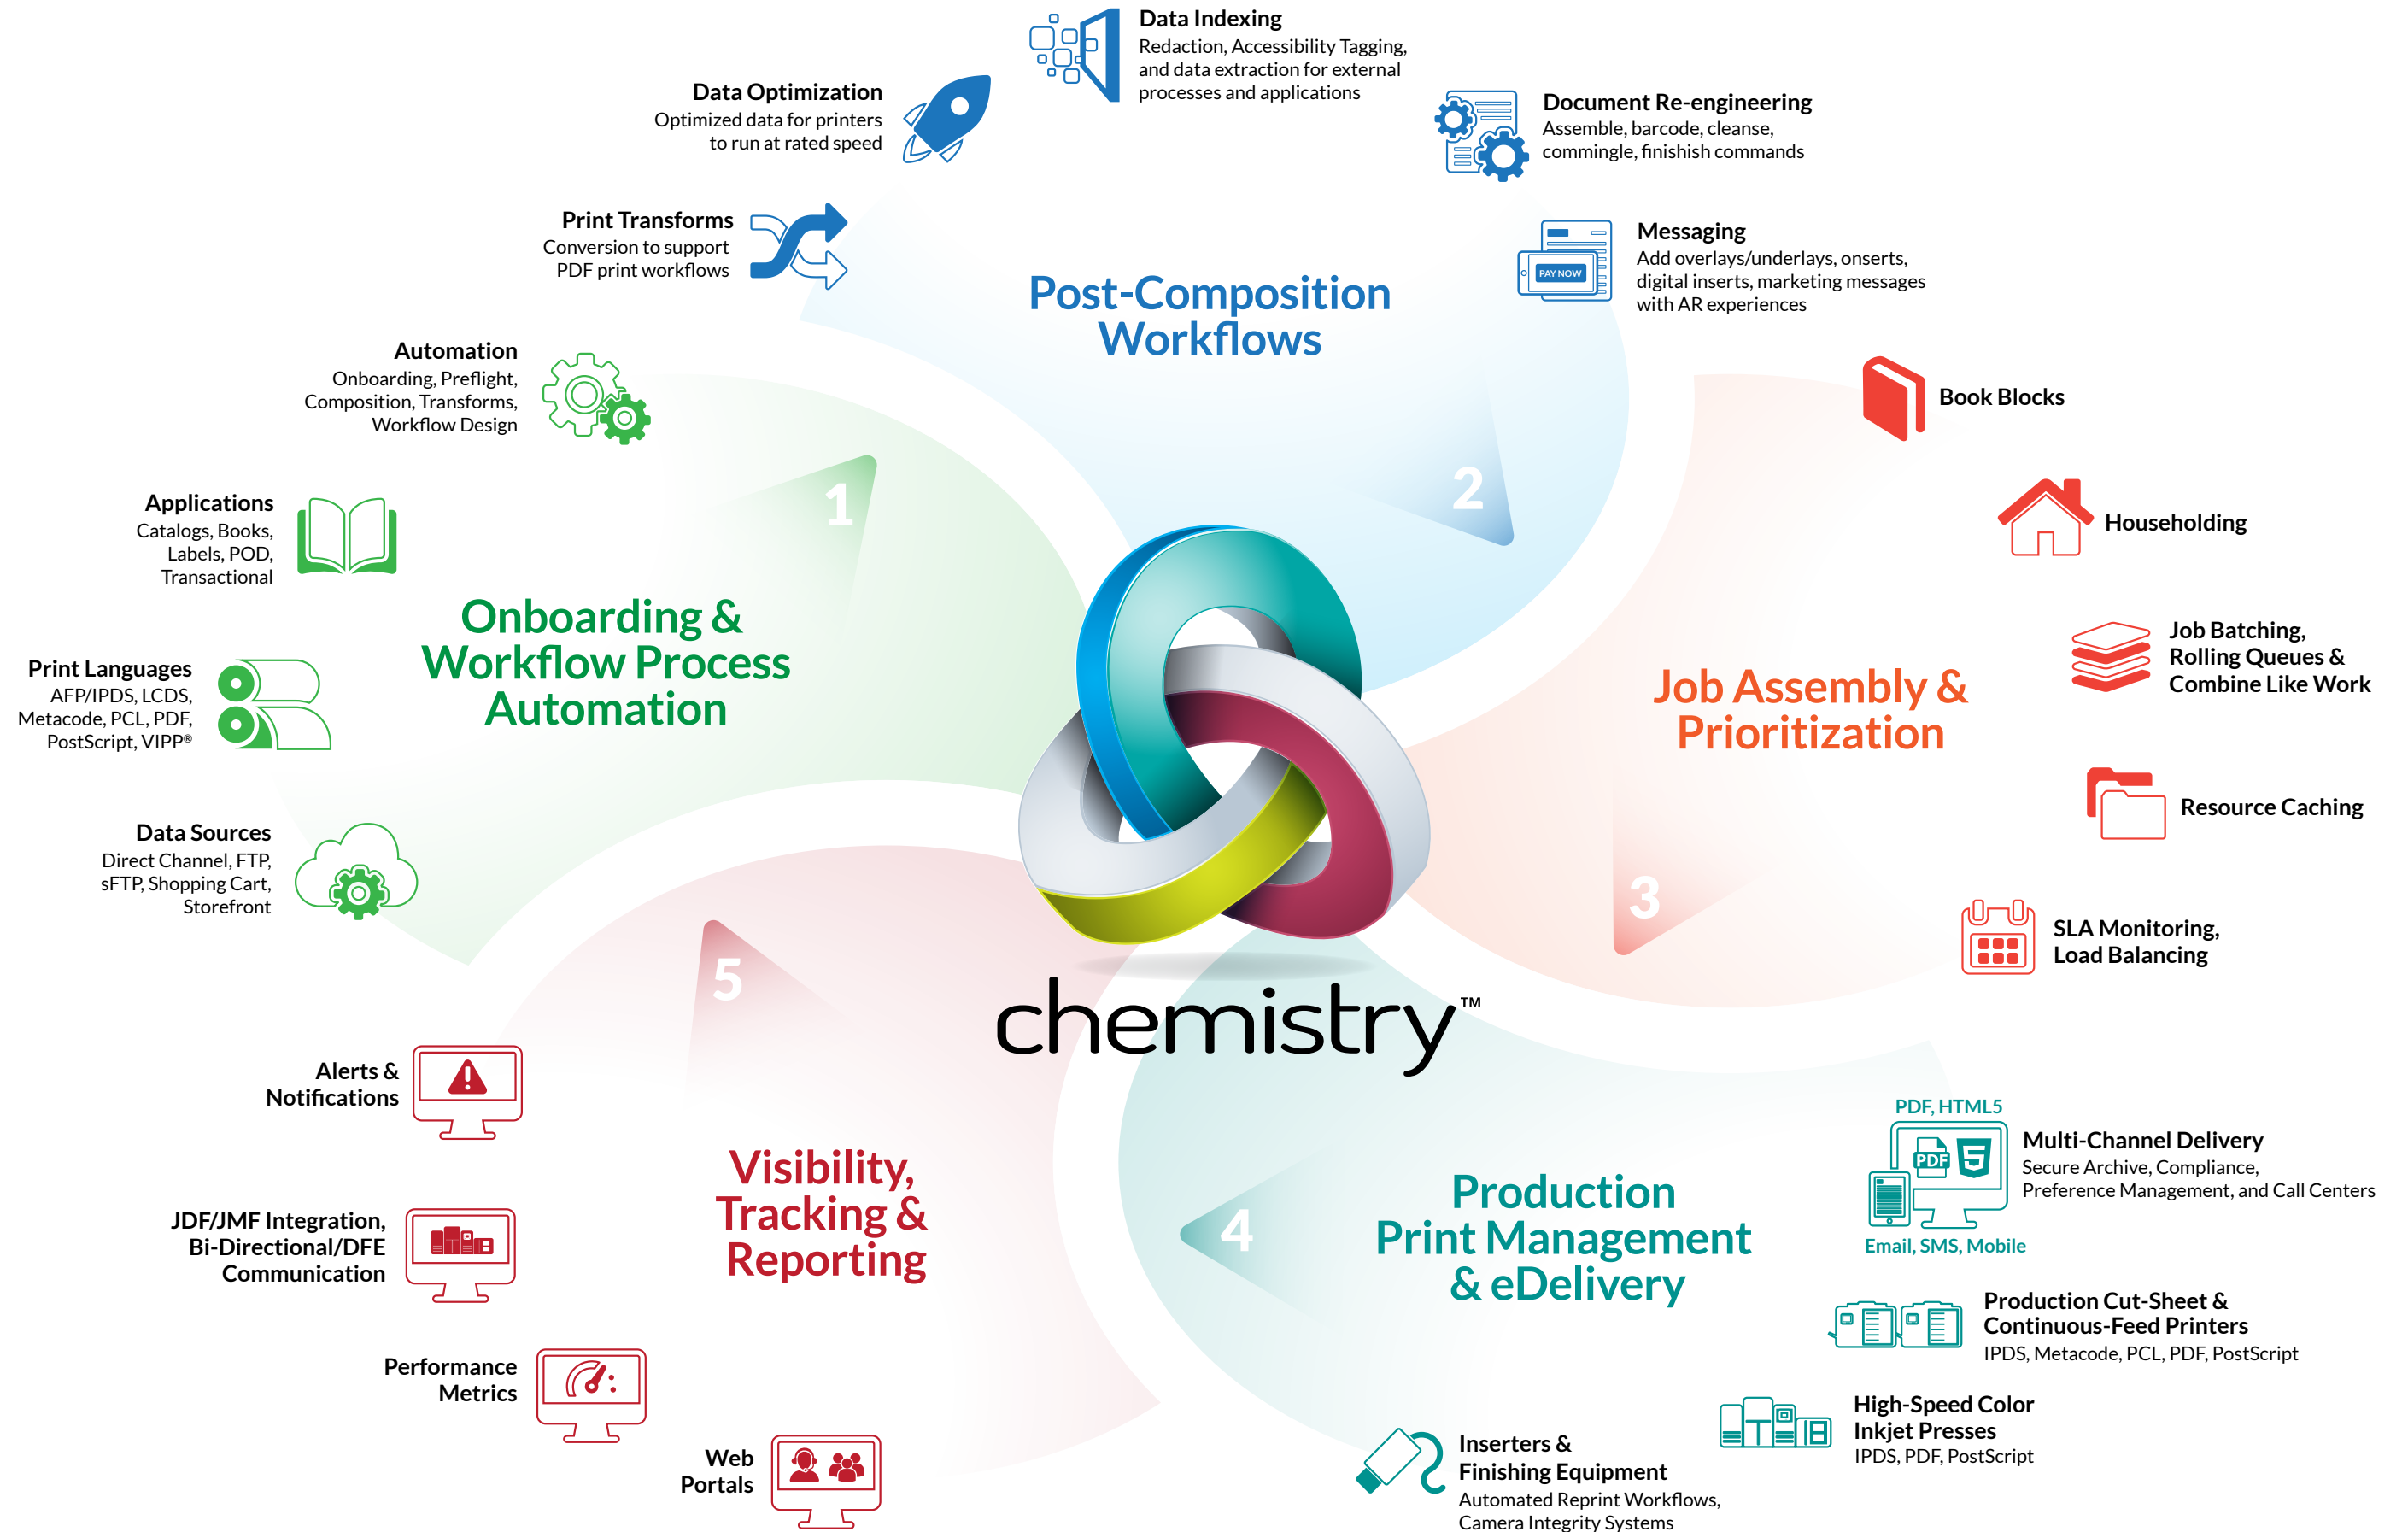 Data Indexing
Redaction, Accessibility Tagging,
and data extraction for external
processes and applications
Data Optimization
Optimized data for printers
to run at rated speed
Document Re-engineering
Assemble, barcode, cleanse,
commingle, finishish commands
Print Transforms
Conversion to support
PDF print workflows
Messaging
Add overlays/underlays, onserts,
digital inserts, marketing messages
with AR experiences
PAY NOW
Post-Composition
Workflows
2
Automation
Onboarding, Preflight,
Composition, Transforms,
Workflow Design
Applications
Catalogs, Books,
Labels, POD,
Transactional
Print Languages
AFP/IPDS, LCDS,
Metacode, PCL, PDF,
PostScript, VIPP®
Data Sources
Direct Channel, FTP,
sFTP, Shopping Cart,
Storefront
1
Onboarding &
Workflow Process
Automation
Book Blocks
Householding
Job Batching,
Rolling Queues &
Combine Like Work
Resource Caching
SLA Monitoring,
Load Balancing
Job Assembly &
Prioritization
3
chemistry™
5
Alerts &
Notifications
JDF/JMF Integration,
Bi-Directional/DFE
Communication
Performance
Metrics
Web
Portals
Visibility,
Tracking &
Reporting
4
Production
Print Management
& eDelivery
PDF, HTML5
PDF
5
Email, SMS, Mobile
Multi-Channel Delivery
Secure Archive, Compliance,
Preference Management, and Call Centers
Production Cut-Sheet &
Continuous-Feed Printers
IPDS, Metacode, PCL, PDF, PostScript
High-Speed Color
Inkjet Presses
IPDS, PDF, PostScript
Inserters &
Finishing Equipment
Automated Reprint Workflows,
Camera Integrity Systems